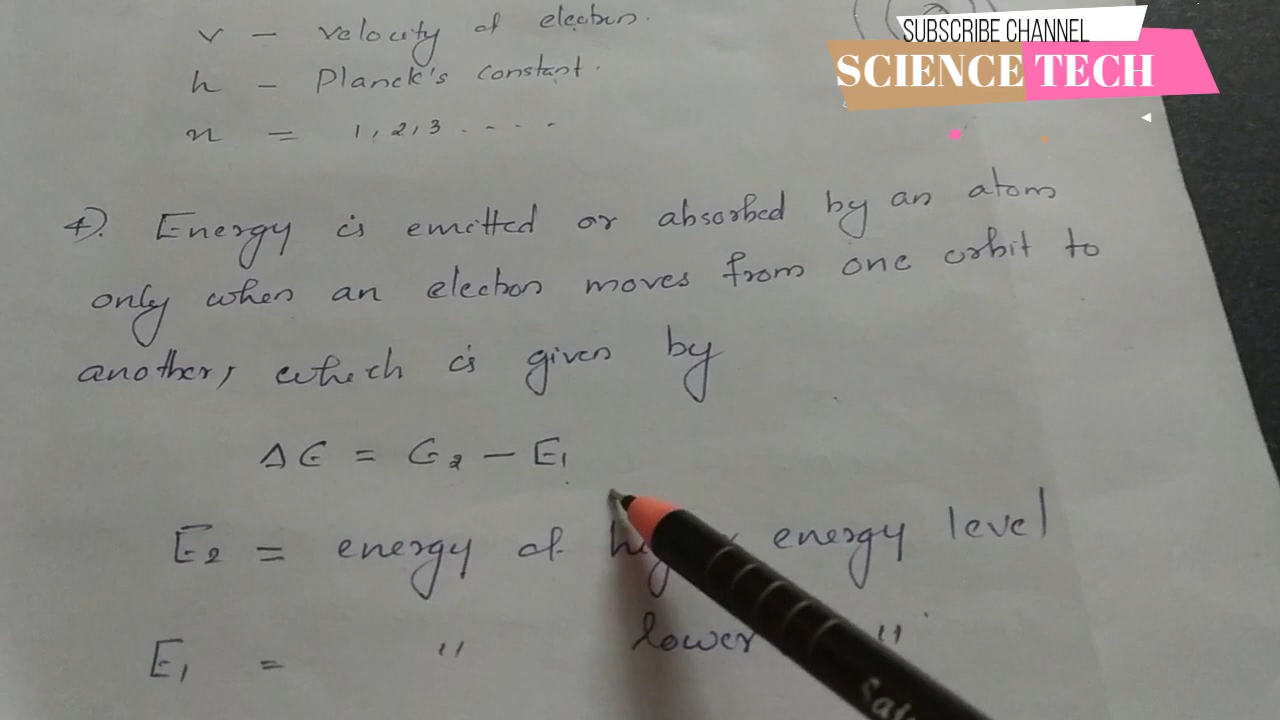 v - velocity of electron.
SUBSCRIBE CHANNEL
SCIENCE TECH
h - Planck's constant.
n = 1, 2, 3 . . . .
4). Energy is emitted or absorbed by an atom
only when an electron moves from one orbit to
another, which is given by
ΔE = E2 - E1
E2 = energy of energy level
E1 = " lower "